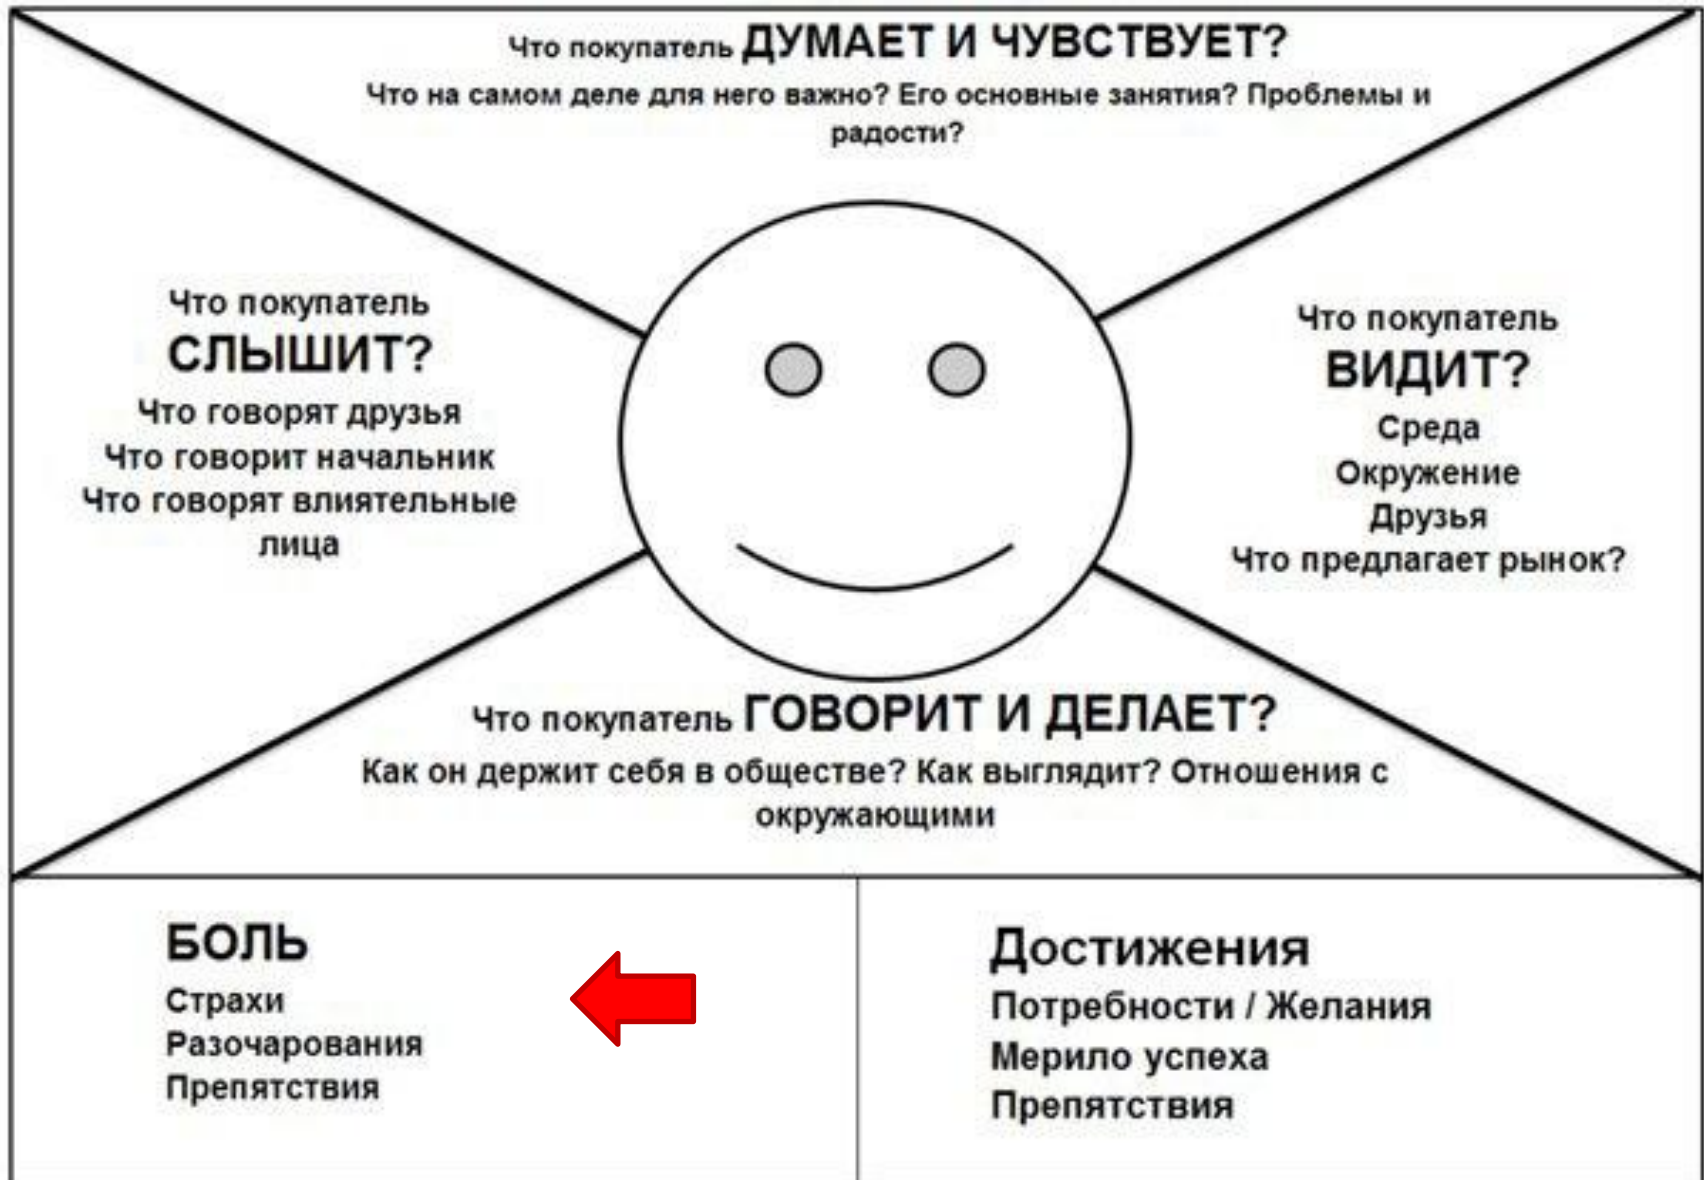 Что покупатель ДУМАЕТ И ЧУВСТВУЕТ?
Что на самом деле для него важно? Его основные занятия? Проблемы и
радости?
Что покупатель
СЛЫШИТ?
Что говорят друзья
Что говорит начальник
Что говорят влиятельные
лица
Что покупатель
ВИДИТ?
Среда
Окружение
Друзья
Что предлагает рынок?
Что покупатель ГОВОРИТ И ДЕЛАЕТ?
Как он держит себя в обществе? Как выглядит? Отношения с
окружающими
БОЛЬ
Страхи
Разочарования
Препятствия
Достижения
Потребности / Желания
Мерило успеха
Препятствия